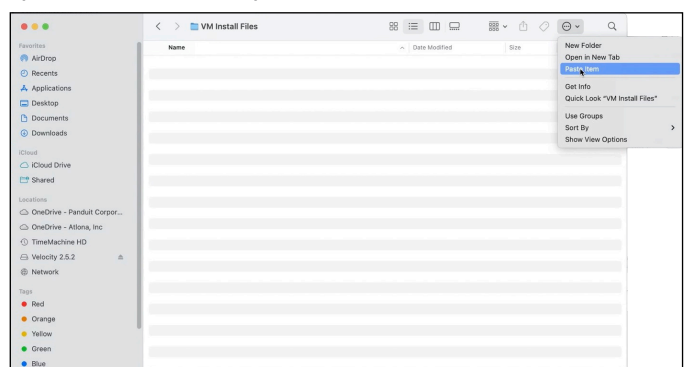 VM Install Files
Favorites
AirDrop
Recents
Applications
Desktop
Documents
Downloads
iCloud
iCloud Drive
Shared
Locations
OneDrive - Panduit Corpor...
OneDrive - Atlona, Inc
TimeMachine HD
Velocity 2.5.2
Network
Tags
Red
Orange
Yellow
Green
Blue
Name
Date Modified
Size
New Folder
Open in New Tab
Paste Item
Get Info
Quick Look “VM Install Files”
Use Groups
Sort By
Show View Options